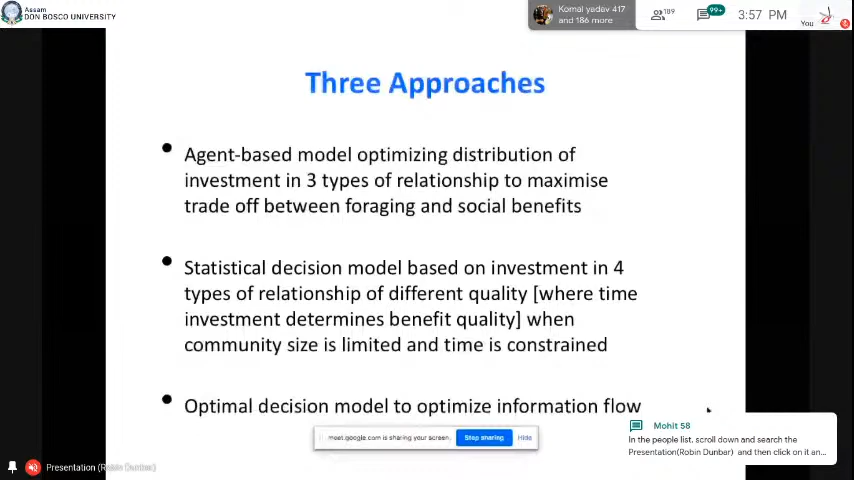 Assam
DON BOSCO UNIVERSITY
Komal yadav 417
and 186 more
189
99+
3:57 PM
You
Three Approaches
• Agent-based model optimizing distribution of
investment in 3 types of relationship to maximise
trade off between foraging and social benefits
• Statistical decision model based on investment in 4
types of relationship of different quality [where time
investment determines benefit quality] when
community size is limited and time is constrained
• Optimal decision model to optimize information flow
meet.google.com is sharing your screen.
Stop sharing
Hide
Mohit 58
In the people list, scroll down and search the
Presentation(Robin Dunbar) and then click on it an...
Presentation (Robin Dunbar)